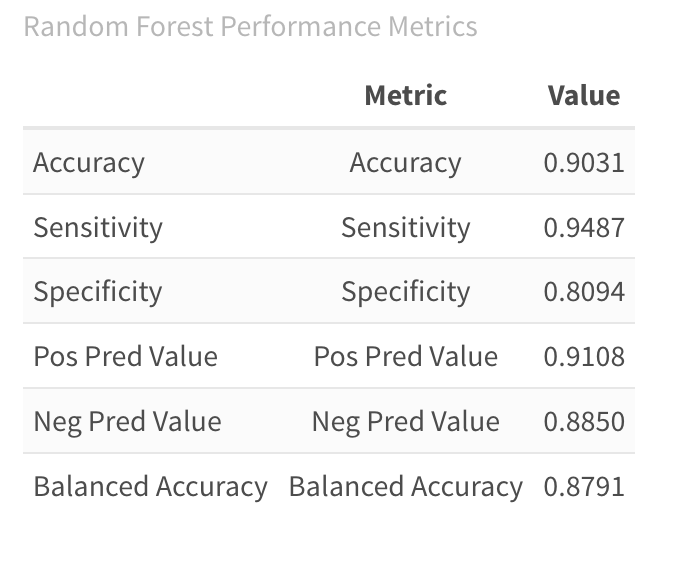 Random Forest Performance Metrics
Metric Value
Accuracy Accuracy 0.9031
Sensitivity Sensitivity 0.9487
Specificity Specificity 0.8094
Pos Pred Value Pos Pred Value 0.9108
Neg Pred Value Neg Pred Value 0.8850
Balanced Accuracy Balanced Accuracy 0.8791